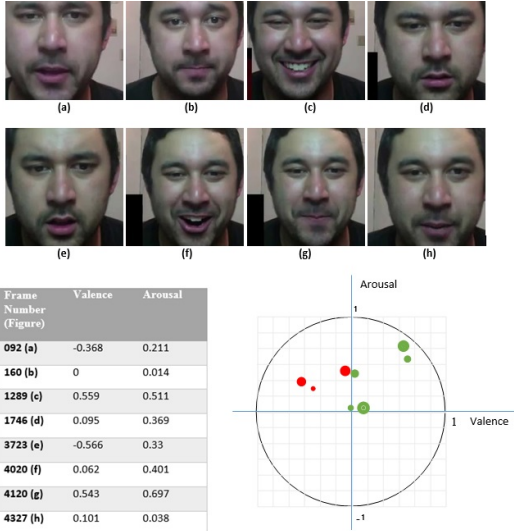 (a) (b) (c) (d)
(e) (f) (g) (h)
Frame Number (Figure) Valence Arousal
092 (a) -0.368 0.211
160 (b) 0 0.014
1289 (c) 0.559 0.511
1746 (d) 0.095 0.369
3723 (e) -0.566 0.33
4020 (f) 0.062 0.401
4120 (g) 0.543 0.697
4327 (h) 0.101 0.038
Arousal
1
1 Valence
-1